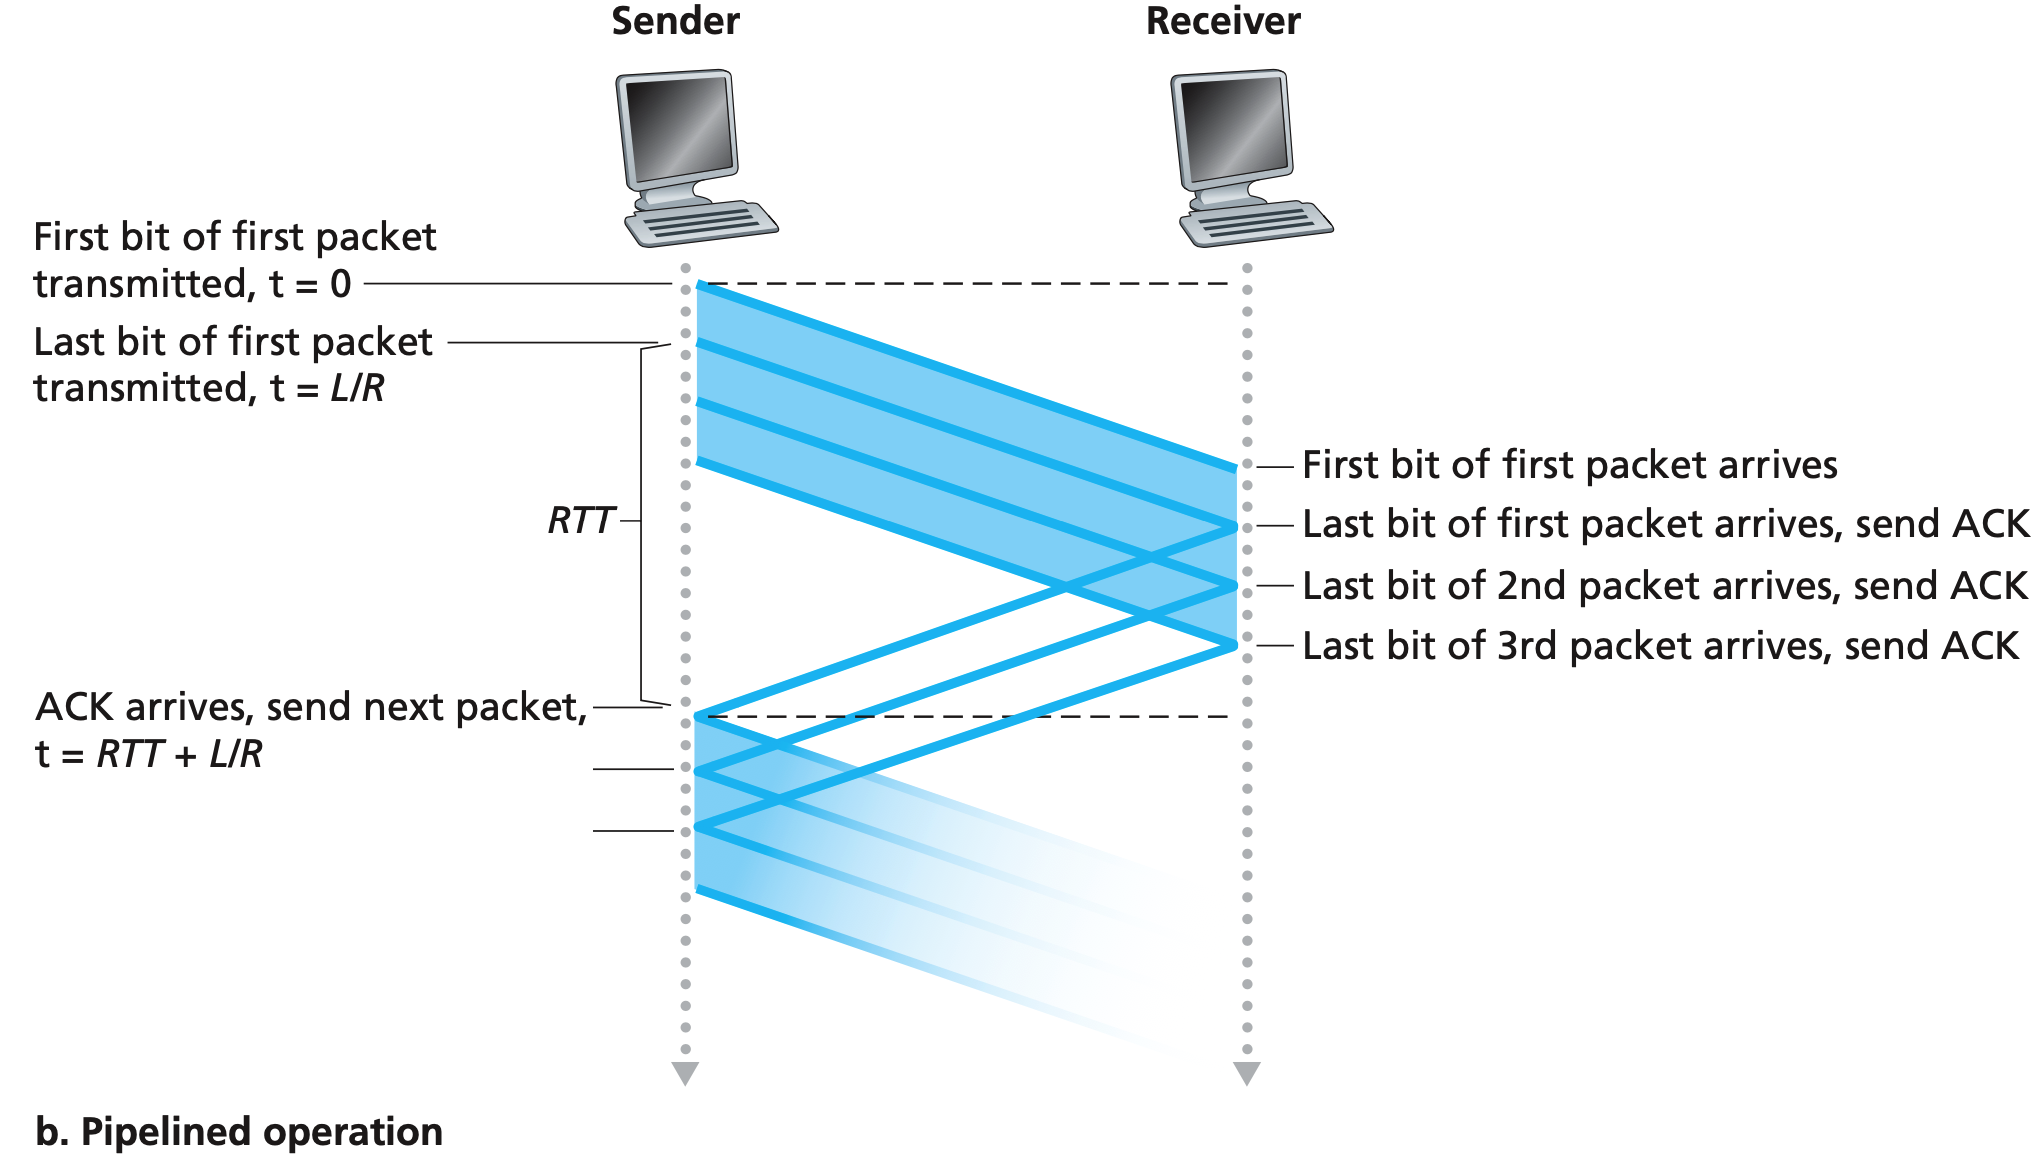 Sender
Receiver
First bit of first packet
transmitted, t = 0
Last bit of first packet
transmitted, t = L/R
First bit of first packet arrives
Last bit of first packet arrives, send ACK
RTT
Last bit of 2nd packet arrives, send ACK
Last bit of 3rd packet arrives, send ACK
ACK arrives, send next packet,
t = RTT + L/R
b. Pipelined operation